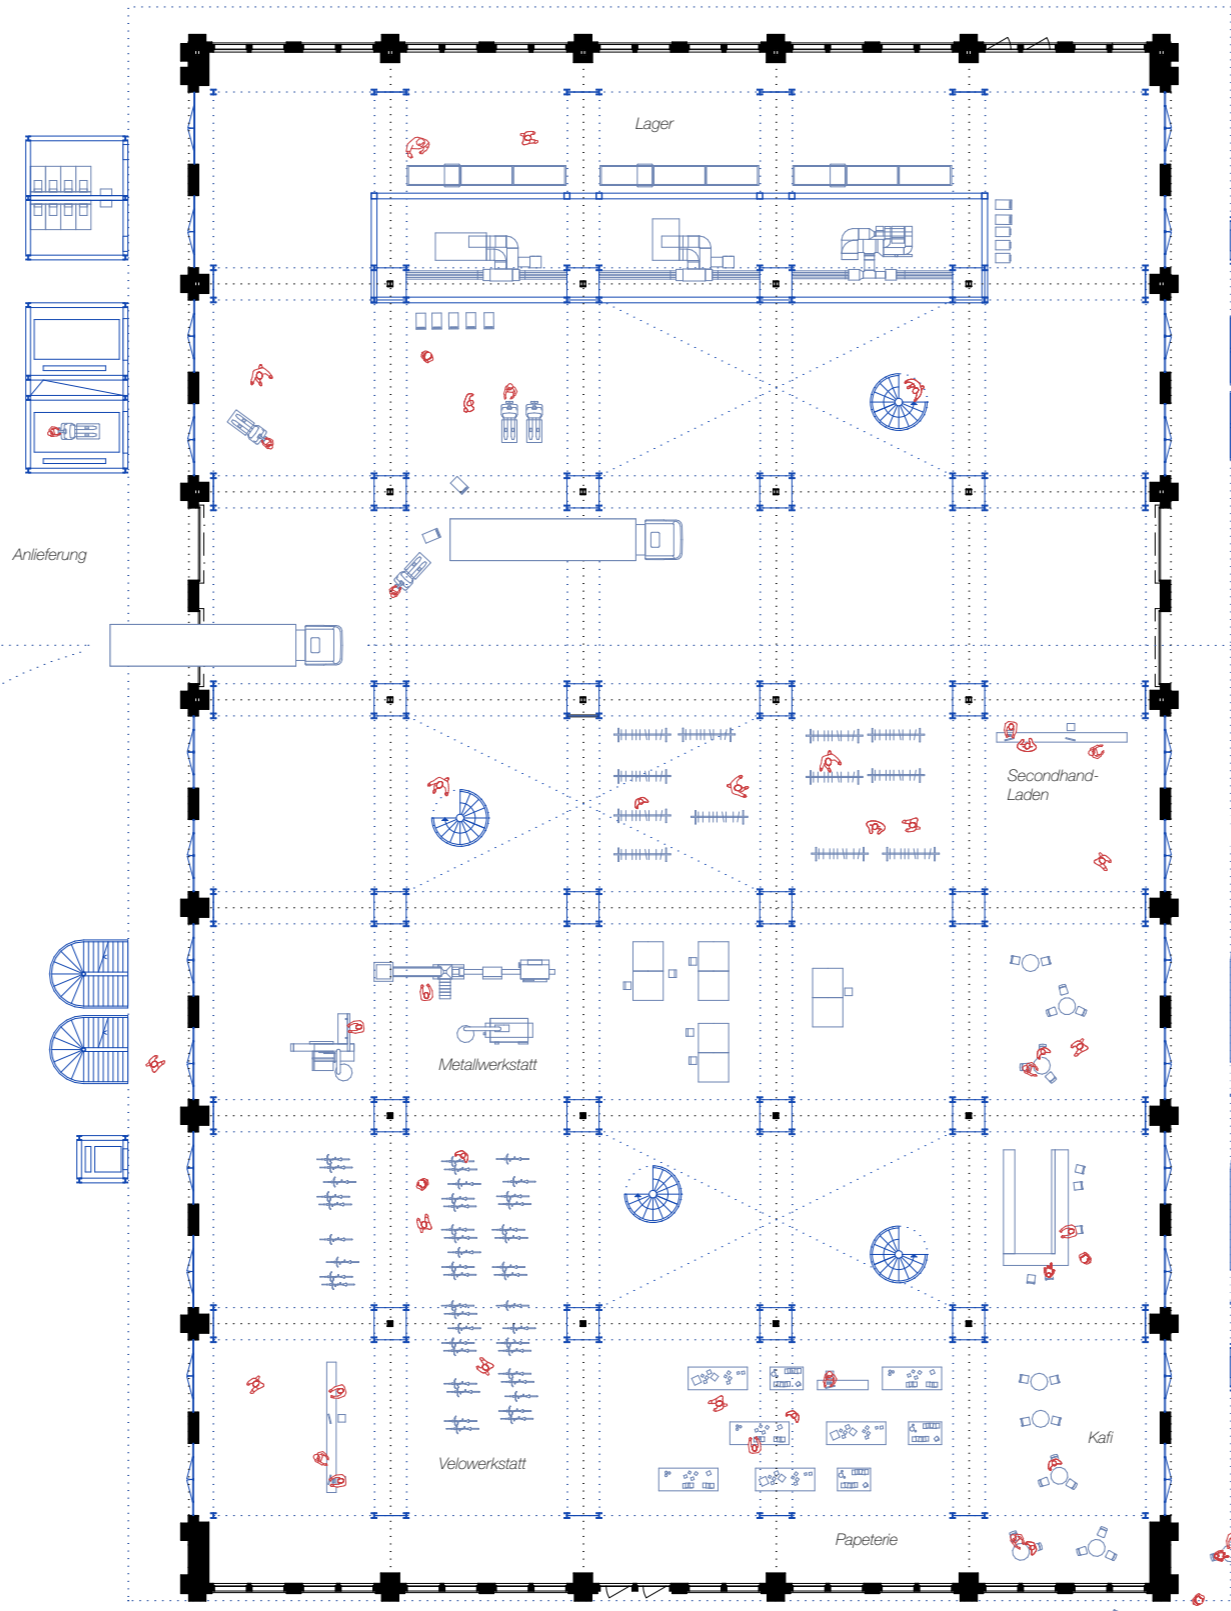 Lager
Anlieferung
Secondhand-
Laden
Metallwerkstatt
Kafi
Velowerkstatt
Papeterie